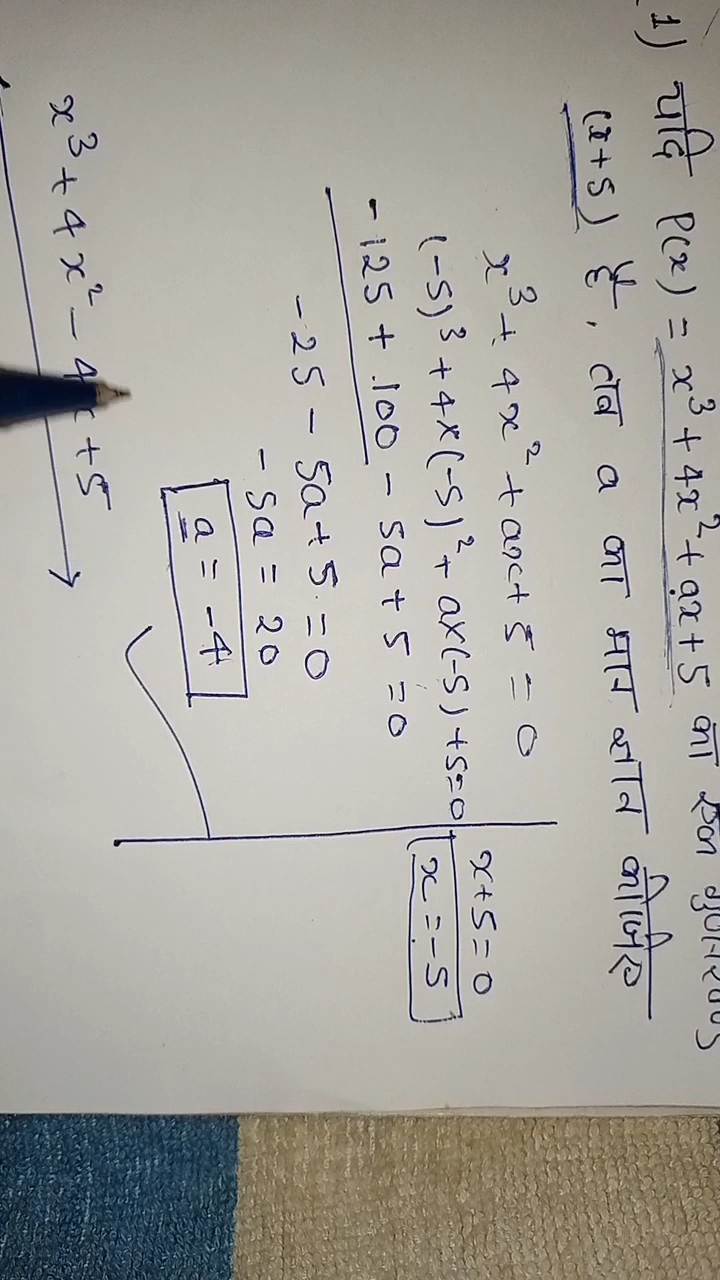 1) यदि P(x) = x³ + 4x² + ax + 5 का एक गुणनखण्ड
(x+5) है, तब a का मान ज्ञात कीजिए
x³ + 4x² + ax + 5 = 0
(-5)³ + 4×(-5)² + a×(-5) + 5 = 0
-125 + 100 - 5a + 5 = 0
-25 - 5a + 5 = 0
-5a = 20
a = -4
x + 5 = 0
x = -5
x³ + 4x² - 4x + 5